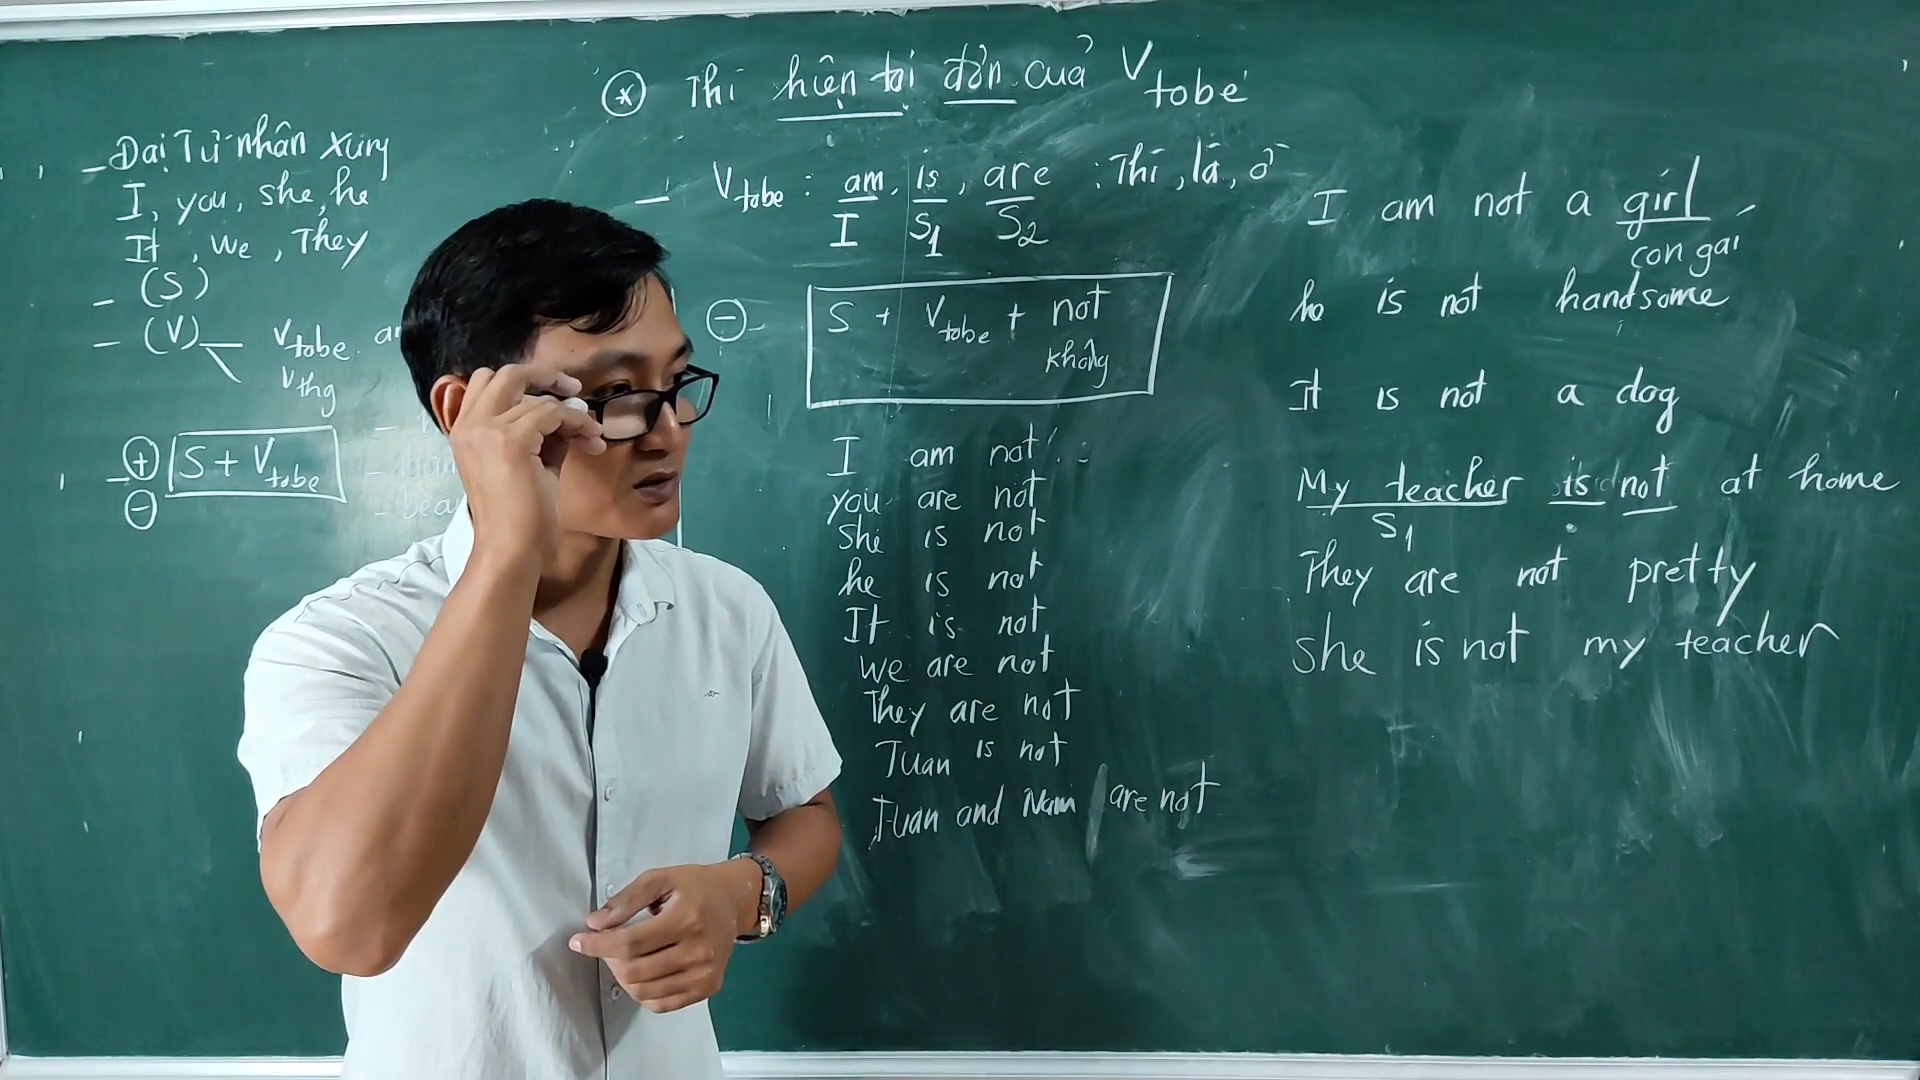 * Thì hiện tại đơn của V tobe
- Đại Từ nhân xưng
I, you, she, he
It, We, They
- (S)
- (V) V tobe
V thg
+ S + V tobe
-
- V tobe : am, is, are : Thì, là, ở
I S1 S2
- S + V tobe + not
không
I am not
you are not
She is not
he is not
It is not
We are not
They are not
Tuan is not
Tuan and Nam are not
I am not a girl
con gái
he is not handsome
It is not a dog
My teacher is not at home
S1
They are not pretty
She is not my teacher